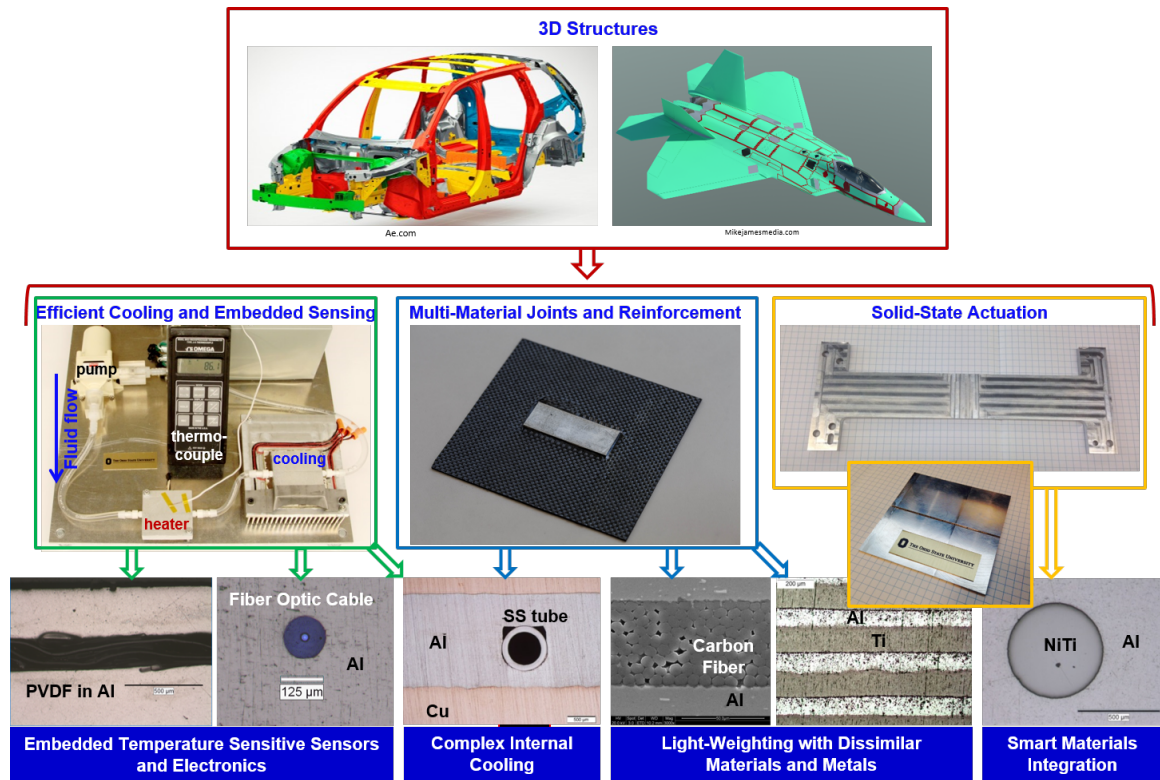 3D Structures
Ae.com
Mikejamesmedia.com
Efficient Cooling and Embedded Sensing
Multi-Material Joints and Reinforcement
Solid-State Actuation
pump
OMEGA
Fluid flow
thermo-
couple
THE OHIO STATE UNIVERSITY
cooling
heater
THE OHIO STATE UNIVERSITY
PVDF in Al
500 µm
Fiber Optic Cable
Al
125 µm
Al
SS tube
Cu
500 µm
Carbon
Fiber
Al
200 µm
Al
Ti
NiTi
Al
500 µm
Embedded Temperature Sensitive Sensors
and Electronics
Complex Internal
Cooling
Light-Weighting with Dissimilar
Materials and Metals
Smart Materials
Integration